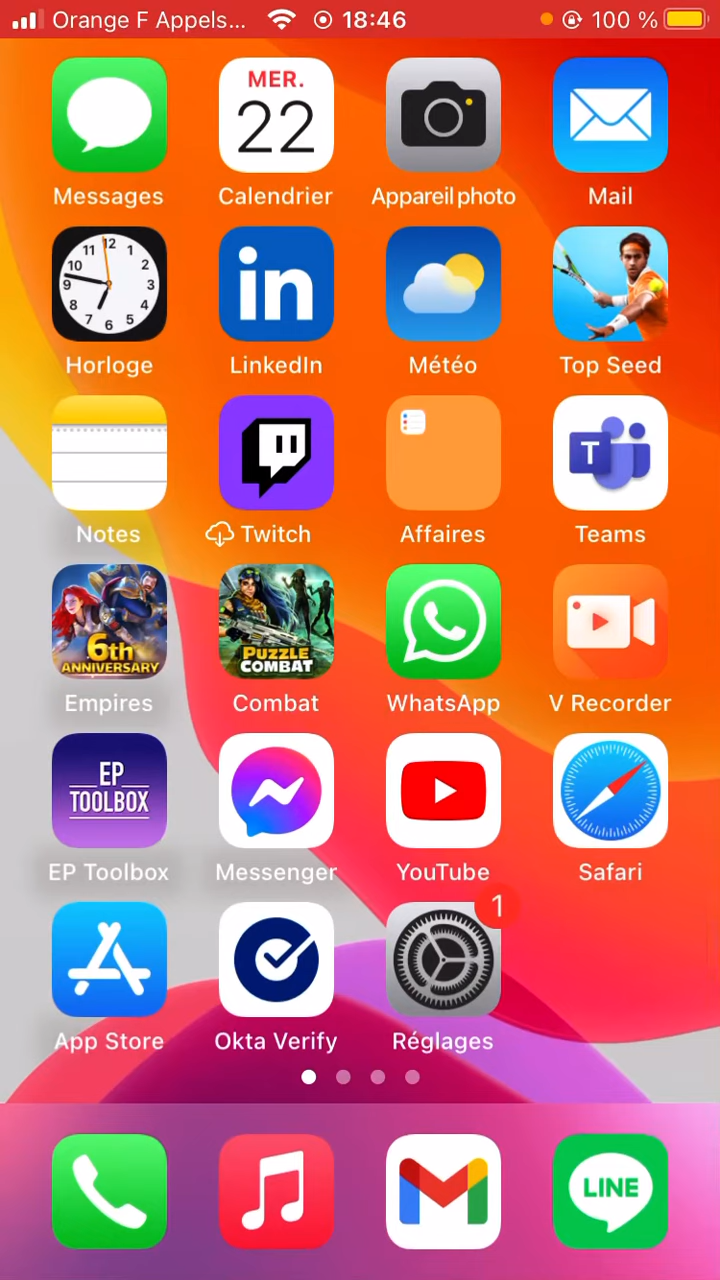 Orange F Appels... 18:46 100 %
MER.
22
Messages Calendrier Appareil photo Mail
12
11 1
10 2
9 3
8 4
7 5
6
in
Horloge LinkedIn Météo Top Seed
T
Notes Twitch Affaires Teams
6th
ANNIVERSARY
PUZZLE
COMBAT
Empires Combat WhatsApp V Recorder
EP
TOOLBOX
EP Toolbox Messenger YouTube Safari
1
App Store Okta Verify Réglages
LINE